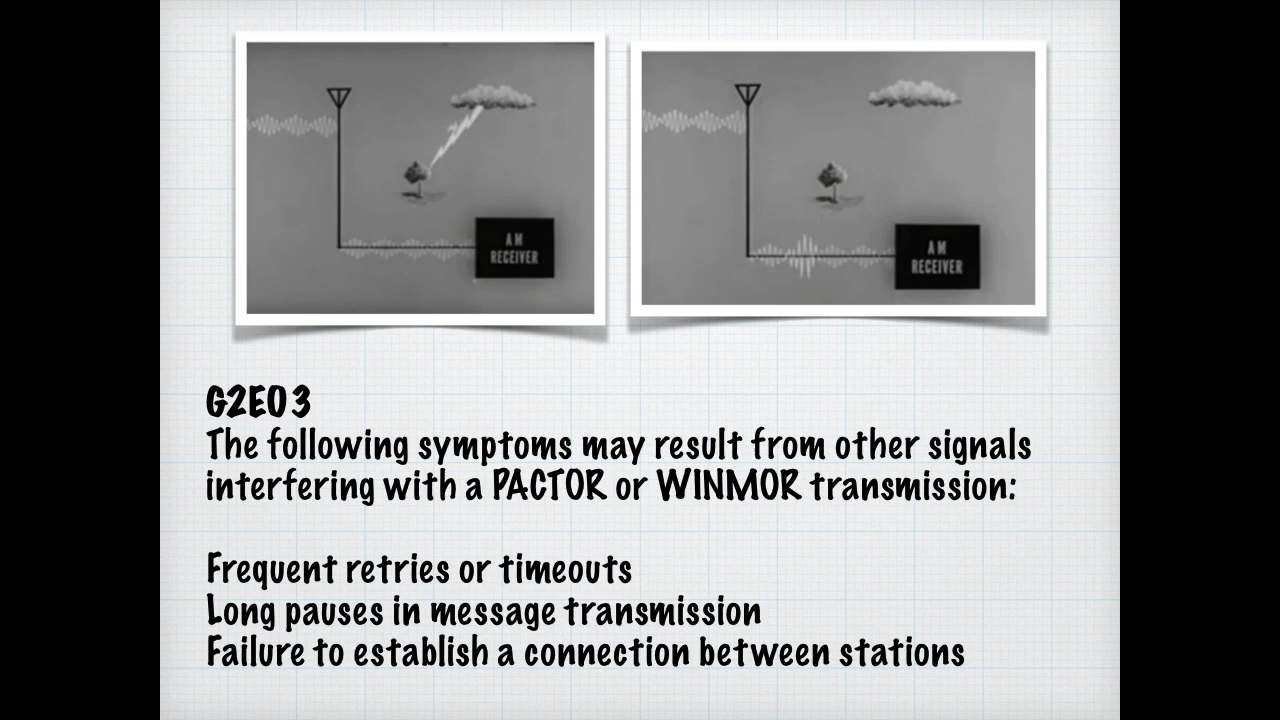 AM
RECEIVER
AM
RECEIVER
G2E03
The following symptoms may result from other signals
interfering with a PACTOR or WINMOR transmission:
Frequent retries or timeouts
Long pauses in message transmission
Failure to establish a connection between stations